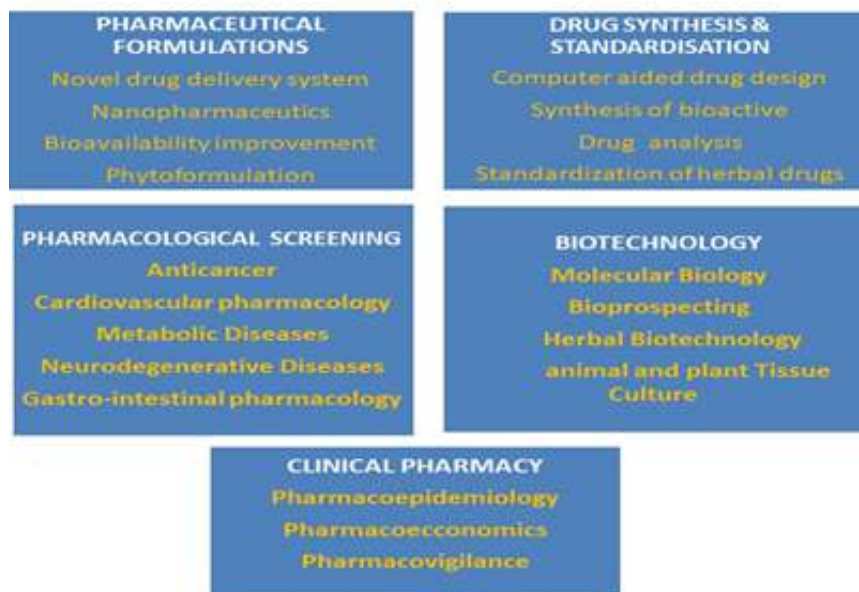 PHARMACEUTICAL
FORMULATIONS
Novel drug delivery system
Nanopharmaceutics
Bioavailability improvement
Phytoformulation
DRUG SYNTHESIS &
STANDARDISATION
Computer aided drug design
Synthesis of bioactive
Drug analysis
Standardization of herbal drugs
PHARMACOLOGICAL SCREENING
Anticancer
Cardiovascular pharmacology
Metabolic Diseases
Neurodegenerative Diseases
Gastro-intestinal pharmacology
BIOTECHNOLOGY
Molecular Biology
Bioprospecting
Herbal Biotechnology
animal and plant Tissue
Culture
CLINICAL PHARMACY
Pharmacoepidemiology
Pharmacoecconomics
Pharmacovigilance